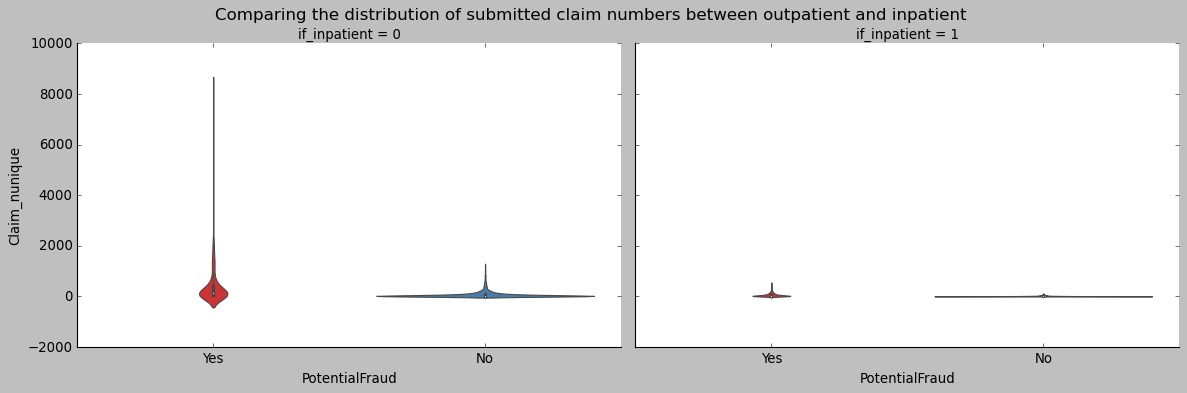 Comparing the distribution of submitted claim numbers between outpatient and inpatient
if_inpatient = 0
if_inpatient = 1
10000
8000
6000
4000
2000
0
−2000
Claim_nunique
Yes
No
Yes
No
PotentialFraud
PotentialFraud